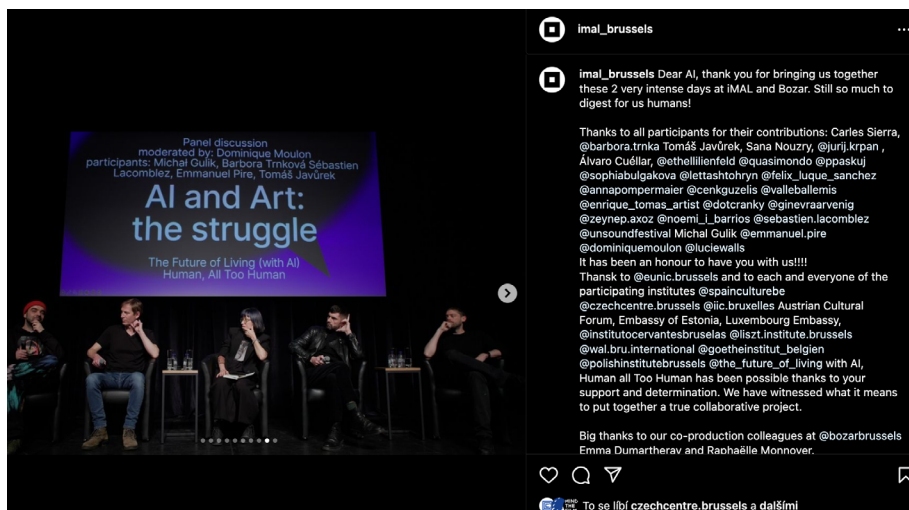 Panel discussion
moderated by: Dominique Moulon
participants: Michał Gulik, Barbora Trnková Sébastien
Lacomblez, Emmanuel Pire, Tomáš Javůrek
AI and Art:
the struggle
The Future of Living (with AI)
Human, All Too Human
imal_brussels
imal_brussels Dear AI, thank you for bringing us together
these 2 very intense days at iMAL and Bozar. Still so much to
digest for us humans!
Thanks to all participants for their contributions: Carles Sierra,
@barbora.trnka Tomáš Javůrek, Sana Nouzry, @jurij.krpan ,
Álvaro Cuéllar, @ethellilienfeld @quasimondo @ppaskuj
@sophiabulgakova @lettashtohryn @felix_luque_sanchez
@annapompermaier @cenkguzelis @valleballemis
@enrique_tomas_artist @dotcranky @ginevraarvenig
@zeynep.axoz @noemi_i_barrios @sebastien.lacomblez
@unsoundfestival Michal Gulik @emmanuel.pire
@dominiquemoulon @luciewalls
It has been an honour to have you with us!!!!
Thansk to @eunic.brussels and to each and everyone of the
participating institutes @spainculturebe
@czechcentre.brussels @iic.bruxelles Austrian Cultural
Forum, Embassy of Estonia, Luxembourg Embassy,
@institutocervantesbruselas @liszt.institute.brussels
@wal.bru.international @goetheinstitut_belgien
@polishinstitutebrussels @the_future_of_living with AI,
Human all Too Human has been possible thanks to your
support and determination. We have witnessed what it means
to put together a true collaborative project.
Big thanks to our co-production colleagues at @bozarbrussels
Emma Dumartheray and Raphaëlle Monnoyer.
To se líbí czechcentre.brussels a dalšími